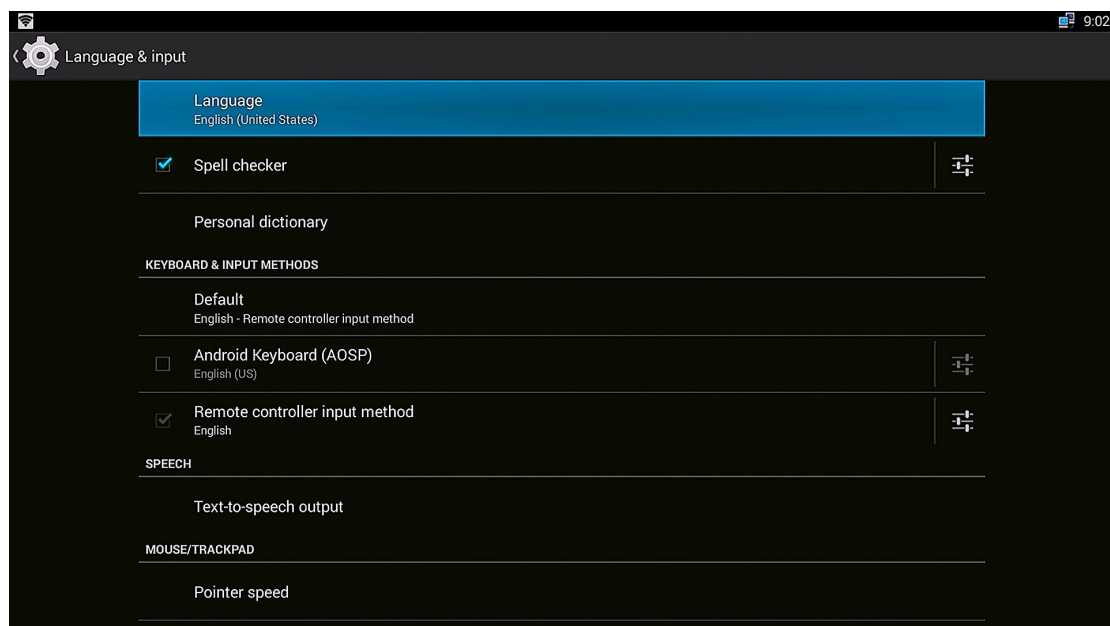 9:02
Language & input
Language
English (United States)
Spell checker
Personal dictionary
KEYBOARD & INPUT METHODS
Default
English - Remote controller input method
Android Keyboard (AOSP)
English (US)
Remote controller input method
English
SPEECH
Text-to-speech output
MOUSE/TRACKPAD
Pointer speed